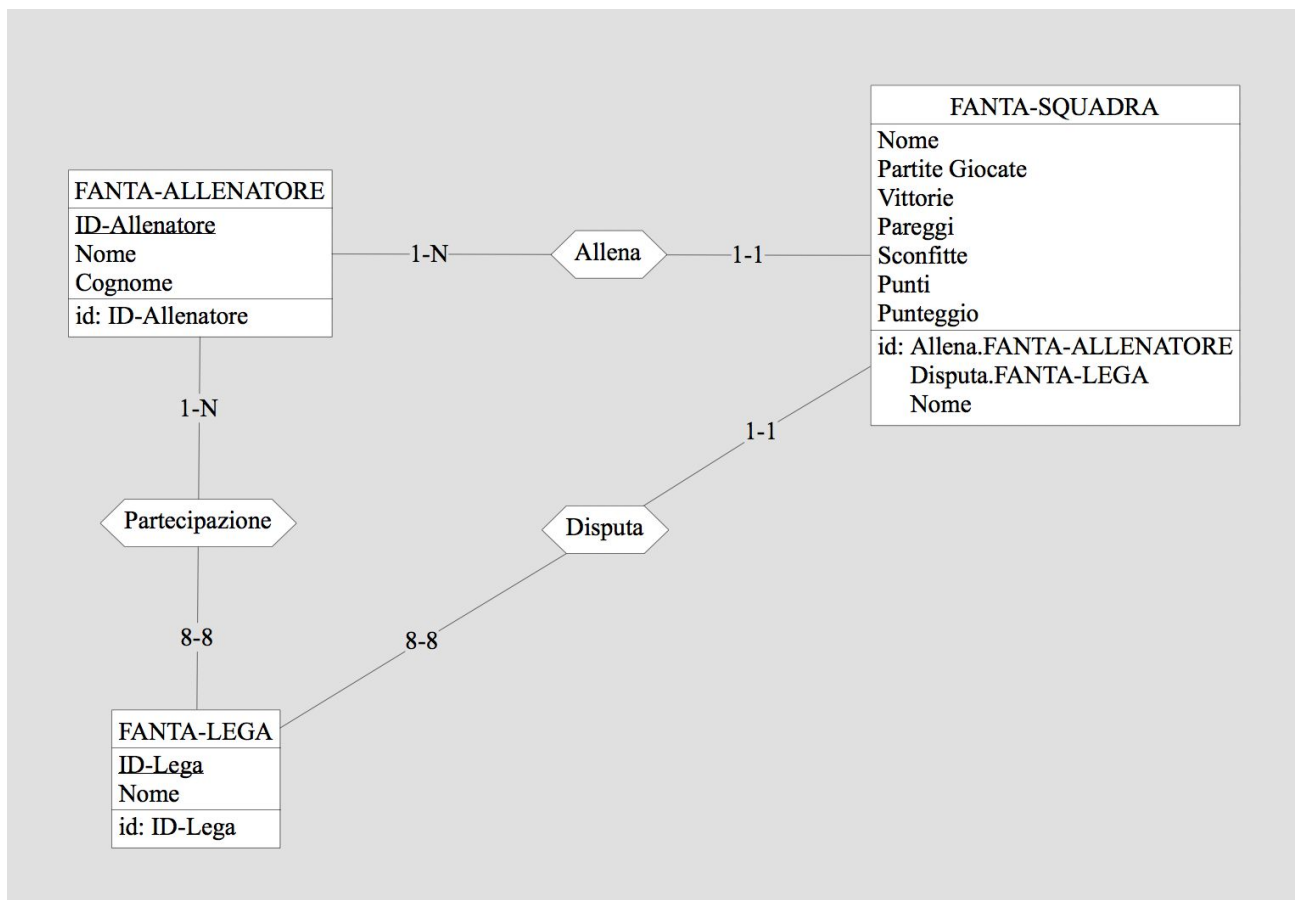 FANTA-SQUADRA
Nome
Partite Giocate
Vittorie
Pareggi
Sconfitte
Punti
Punteggio
id: Allena.FANTA-ALLENATORE
Disputa.FANTA-LEGA
Nome
FANTA-ALLENATORE
ID-Allenatore
Nome
Cognome
id: ID-Allenatore
1-N
Allena
1-1
1-N
1-1
Partecipazione
Disputa
8-8
8-8
FANTA-LEGA
ID-Lega
Nome
id: ID-Lega